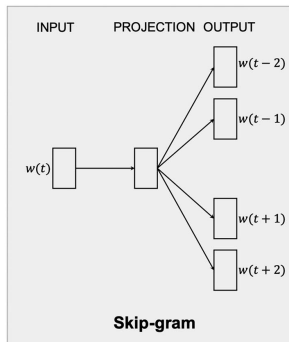 INPUT PROJECTION OUTPUT
w(t − 2)
w(t − 1)
w(t)
w(t + 1)
w(t + 2)
Skip-gram